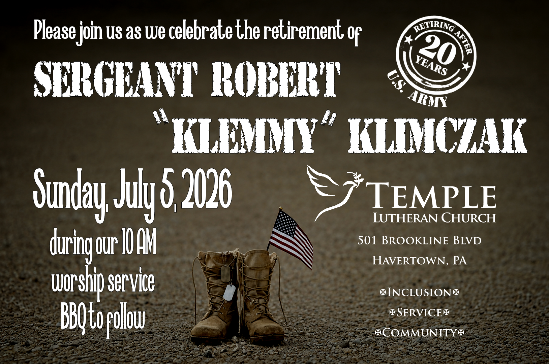 Please join us as we celebrate the retirement of
SERGEANT ROBERT
"KLEMMY" KLIMCZAK
RETIRING AFTER
20
YEARS
U.S. ARMY
Sunday, July 5, 2026
during our 10 AM
worship service
BBQ to follow
TEMPLE
LUTHERAN CHURCH
501 BROOKLINE BLVD
HAVERTOWN, PA
✠INCLUSION✠
✠SERVICE✠
✠COMMUNITY✠